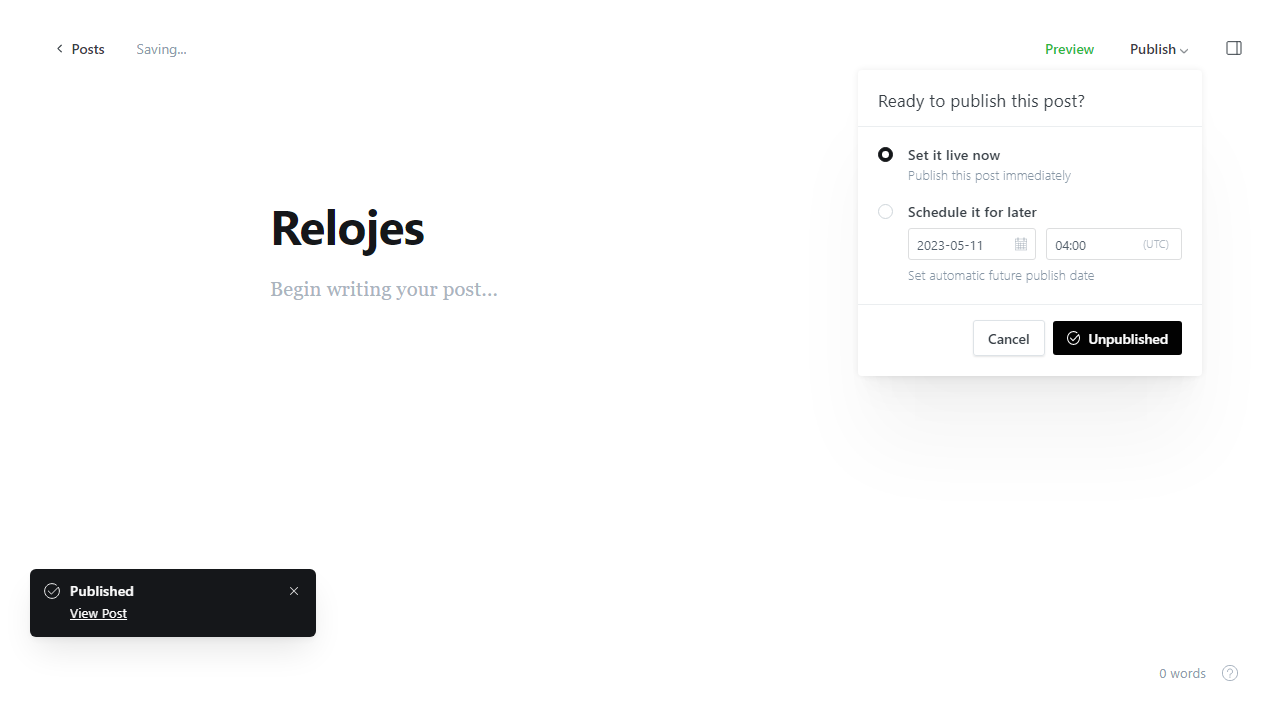 Posts
Saving...
Preview
Publish
Ready to publish this post?
Set it live now
Publish this post immediately
Schedule it for later
2023-05-11
04:00
(UTC)
Set automatic future publish date
Cancel
Unpublished
Relojes
Begin writing your post...
Published
View Post
0 words
?